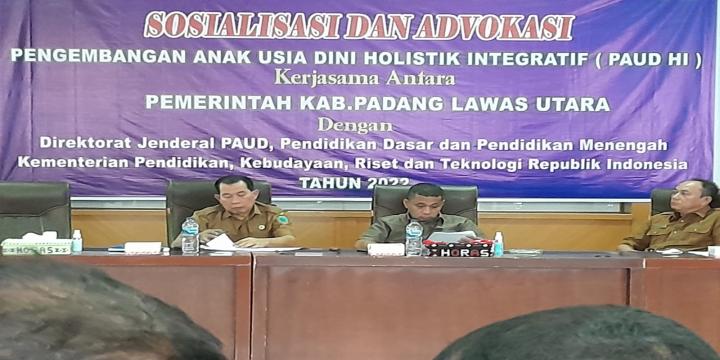 SOSIALISASI DAN ADVOKASI
PENGEMBANGAN ANAK USIA DINI HOLISTIK INTEGRATIF ( PAUD HI )
Kerjasama Antara
PEMERINTAH KAB.PADANG LAWAS UTARA
Dengan
Direktorat Jenderal PAUD, Pendidikan Dasar dan Pendidikan Menengah
Kementerian Pendidikan, Kebudayaan, Riset dan Teknologi Republik Indonesia
TAHUN 2022
HORAS
HORAS